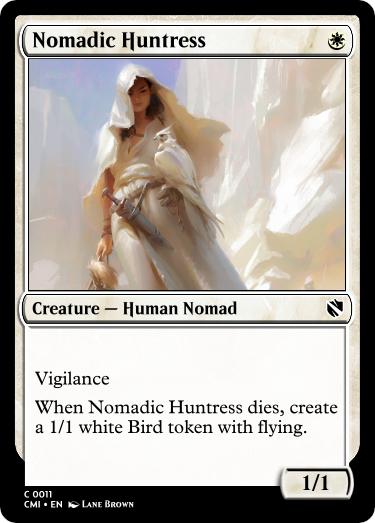 Nomadic Huntress
Creature — Human Nomad
Vigilance
When Nomadic Huntress dies, create
a 1/1 white Bird token with flying.
1/1
C 0011
CMI • EN LANE BROWN